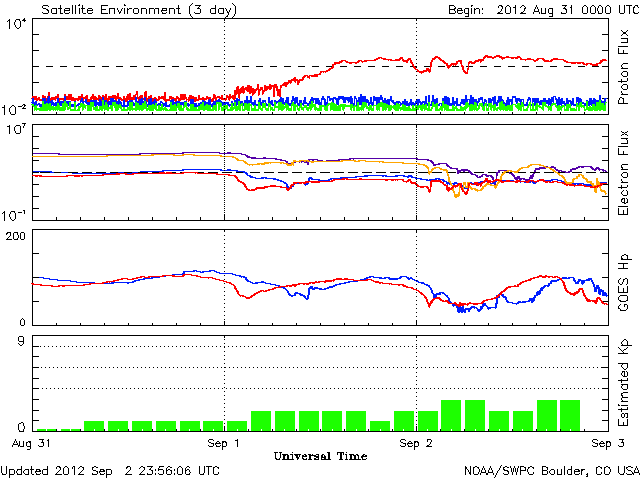 Satellite Environment (3 day) Begin: 2012 Aug 31 0000 UTC
10^4
10^-2
Proton Flux
10^7
10^-1
Electron Flux
200
0
GOES Hp
9
0
Estimated Kp
Aug 31 Sep 1 Sep 2 Sep 3
Universal Time
Updated 2012 Sep 2 23:56:06 UTC NOAA/SWPC Boulder, CO USA